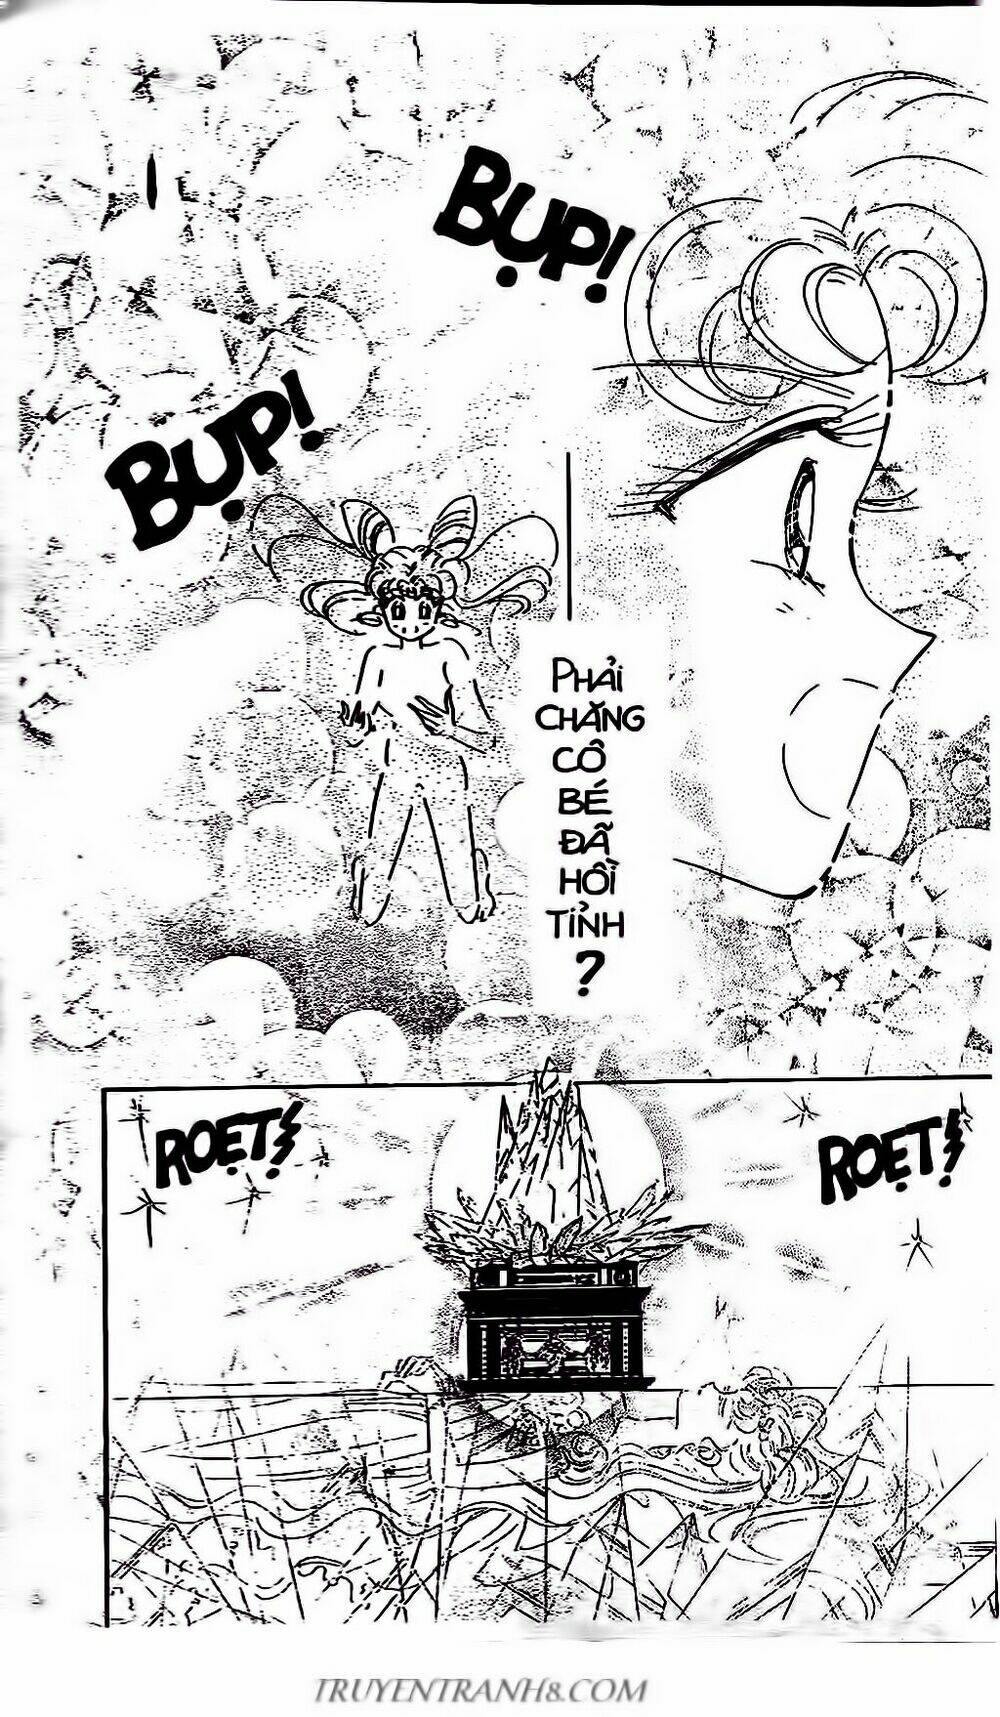 BỤP!
BỤP!
PHẢI
CHĂNG
CÔ
BÉ
ĐÃ
HỒI
TỈNH
?
ROẸT!
ROẸT!
TRUYENTRANH8.COM